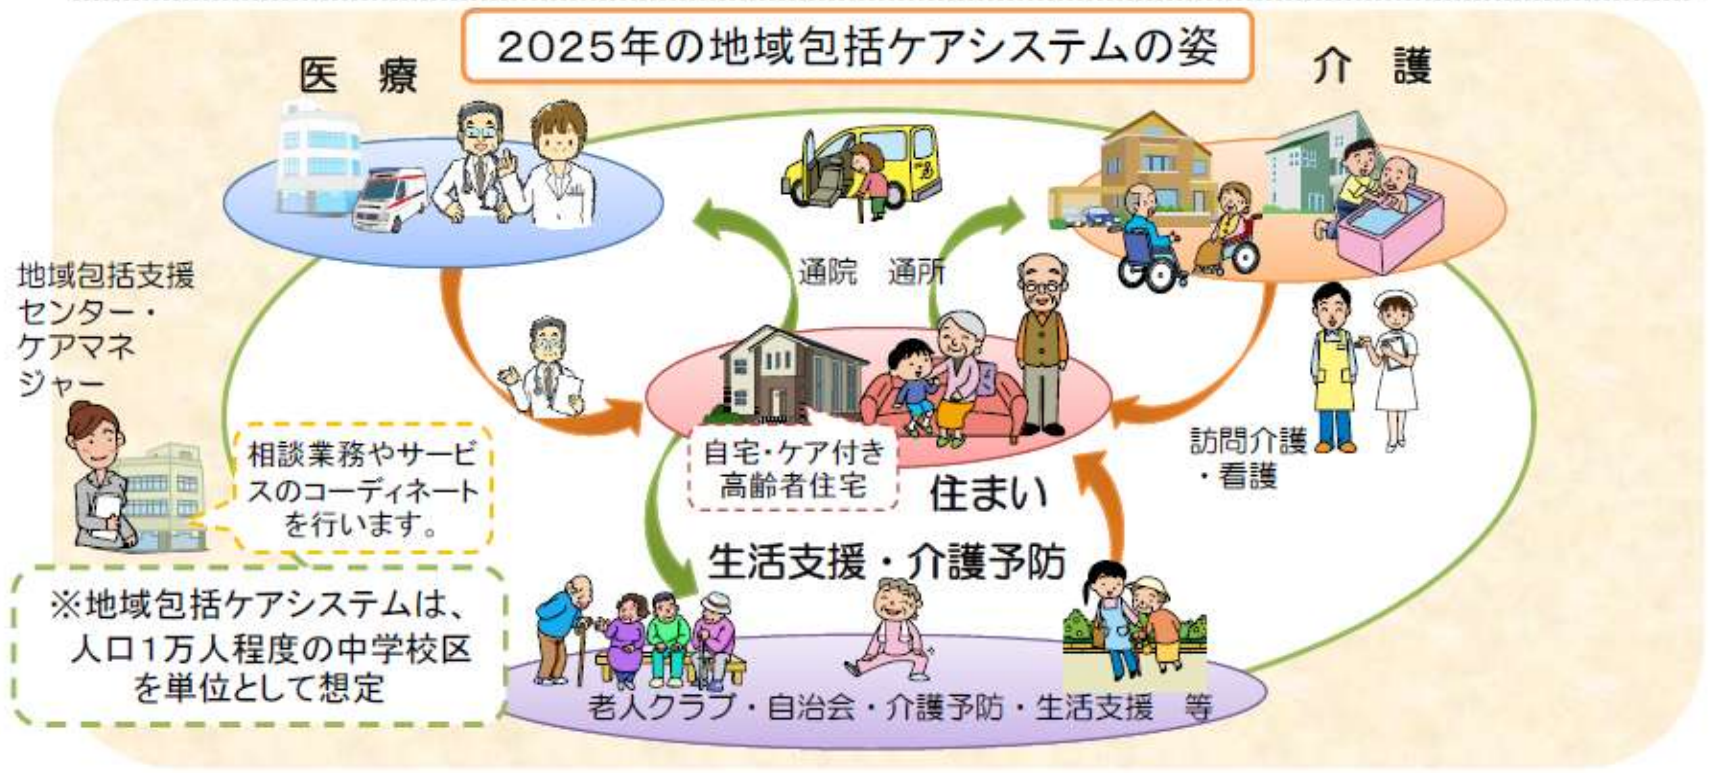 2025年の地域包括ケアシステムの姿
医　療
介　護
通院　通所
地域包括支援
センター・
ケアマネ
ジャー
相談業務やサービ
スのコーディネート
を行います。
自宅・ケア付き
高齢者住宅
住まい
訪問介護
・看護
生活支援・介護予防
※地域包括ケアシステムは、
人口1万人程度の中学校区
を単位として想定
老人クラブ・自治会・介護予防・生活支援　等